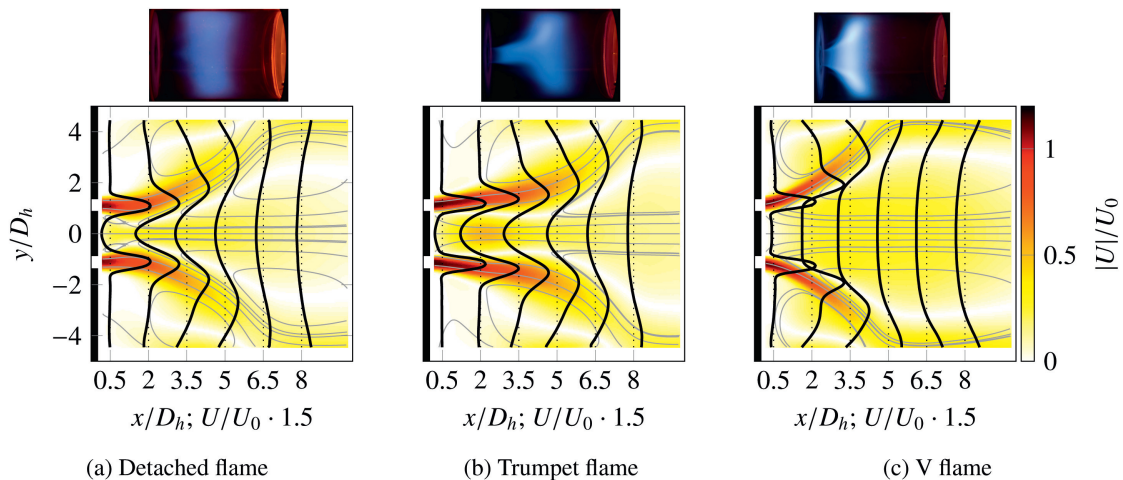 4
2
0
−2
−4
y/D_h
0.5 2 3.5 5 6.5 8
0.5 2 3.5 5 6.5 8
0.5 2 3.5 5 6.5 8
x/D_h; U/U_0 · 1.5
x/D_h; U/U_0 · 1.5
x/D_h; U/U_0 · 1.5
1
0.5
0
|U|/U_0
(a) Detached flame
(b) Trumpet flame
(c) V flame